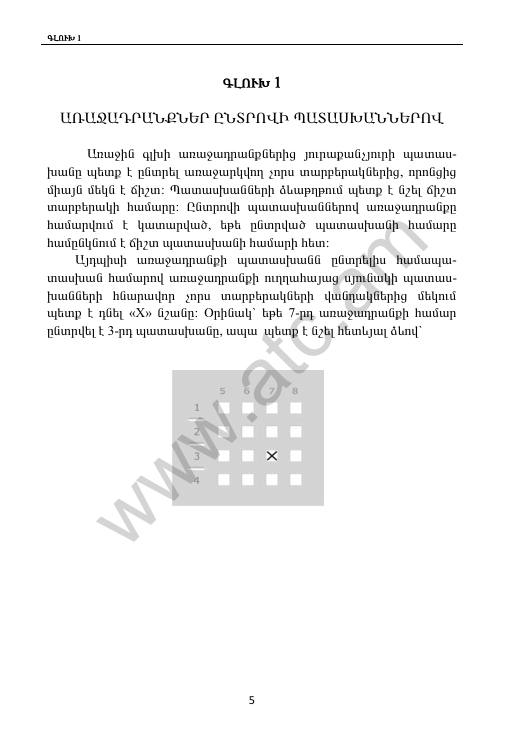 ԳԼՈՒԽ 1
ԳԼՈՒԽ 1
ԱՌԱՋԱԴՐԱՆՔՆԵՐ ԸՆՏՐՈՎԻ ՊԱՏԱՍԽԱՆՆԵՐՈՎ
Առաջին գլխի առաջադրանքներից յուրաքանչյուրի պատաս-
խանը պետք է ընտրել առաջարկվող չորս տարբերակներից, որոնցից
միայն մեկն է ճիշտ: Պատասխանների ձևաթղթում պետք է նշել ճիշտ
տարբերակի համարը: Ընտրովի պատասխաններով առաջադրանքը
համարվում է կատարված, եթե ընտրված պատասխանի համարը
համընկնում է ճիշտ պատասխանի համարի հետ:
Այդպիսի առաջադրանքի պատասխանն ընտրելիս համապա-
տասխան համարով առաջադրանքի ուղղահայաց սյունակի պատաս-
խանների հնարավոր չորս տարբերակների վանդակներից մեկում
պետք է դնել «X» նշանը: Օրինակ` եթե 7-րդ առաջադրանքի համար
ընտրվել է 3-րդ պատասխանը, ապա պետք է նշել հետևյալ ձևով`
5 6 7 8
1
2
3
4
www.atc.am
5